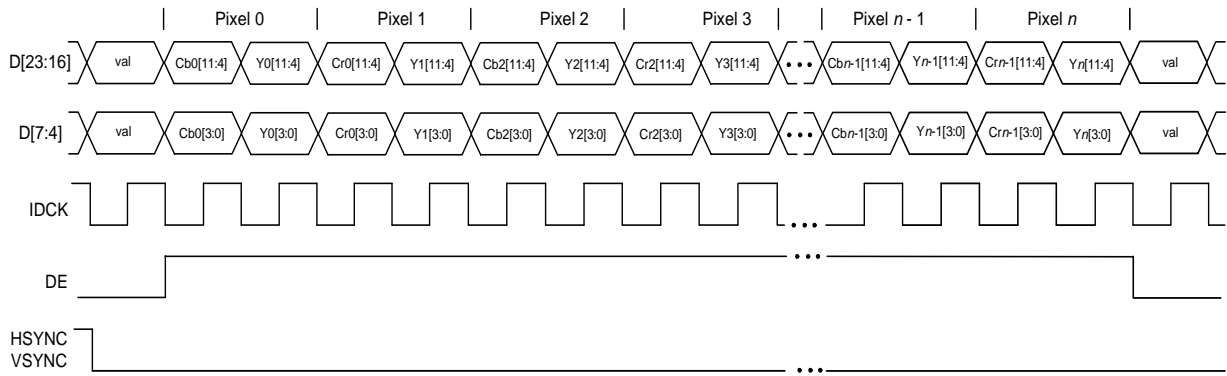 Pixel 0 Pixel 1 Pixel 2 Pixel 3 Pixel n - 1 Pixel n
D[23:16] val Cb0[11:4] Y0[11:4] Cr0[11:4] Y1[11:4] Cb2[11:4] Y2[11:4] Cr2[11:4] Y3[11:4] ••• Cbn-1[11:4] Yn-1[11:4] Crn-1[11:4] Yn[11:4] val
D[7:4] val Cb0[3:0] Y0[3:0] Cr0[3:0] Y1[3:0] Cb2[3:0] Y2[3:0] Cr2[3:0] Y3[3:0] ••• Cbn-1[3:0] Yn-1[3:0] Crn-1[3:0] Yn[3:0] val
IDCK •••
DE •••
HSYNC
VSYNC •••